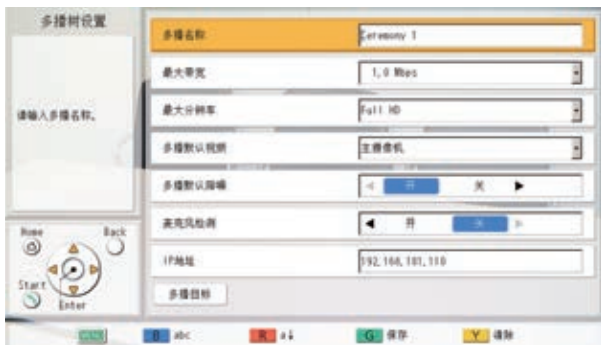 多播树设置
请输入多播名称。
多播名称 Ceremony 1
最大带宽 1.0 Mbps
最大分辨率 Full HD
多播默认视频 主摄像机
多播默认降噪 开 关
麦克风检测 开 关
IP地址 192.168.101.110
多播目标
Home Back
Start Enter
MENU B abc R a↓ G 保存 Y 清除